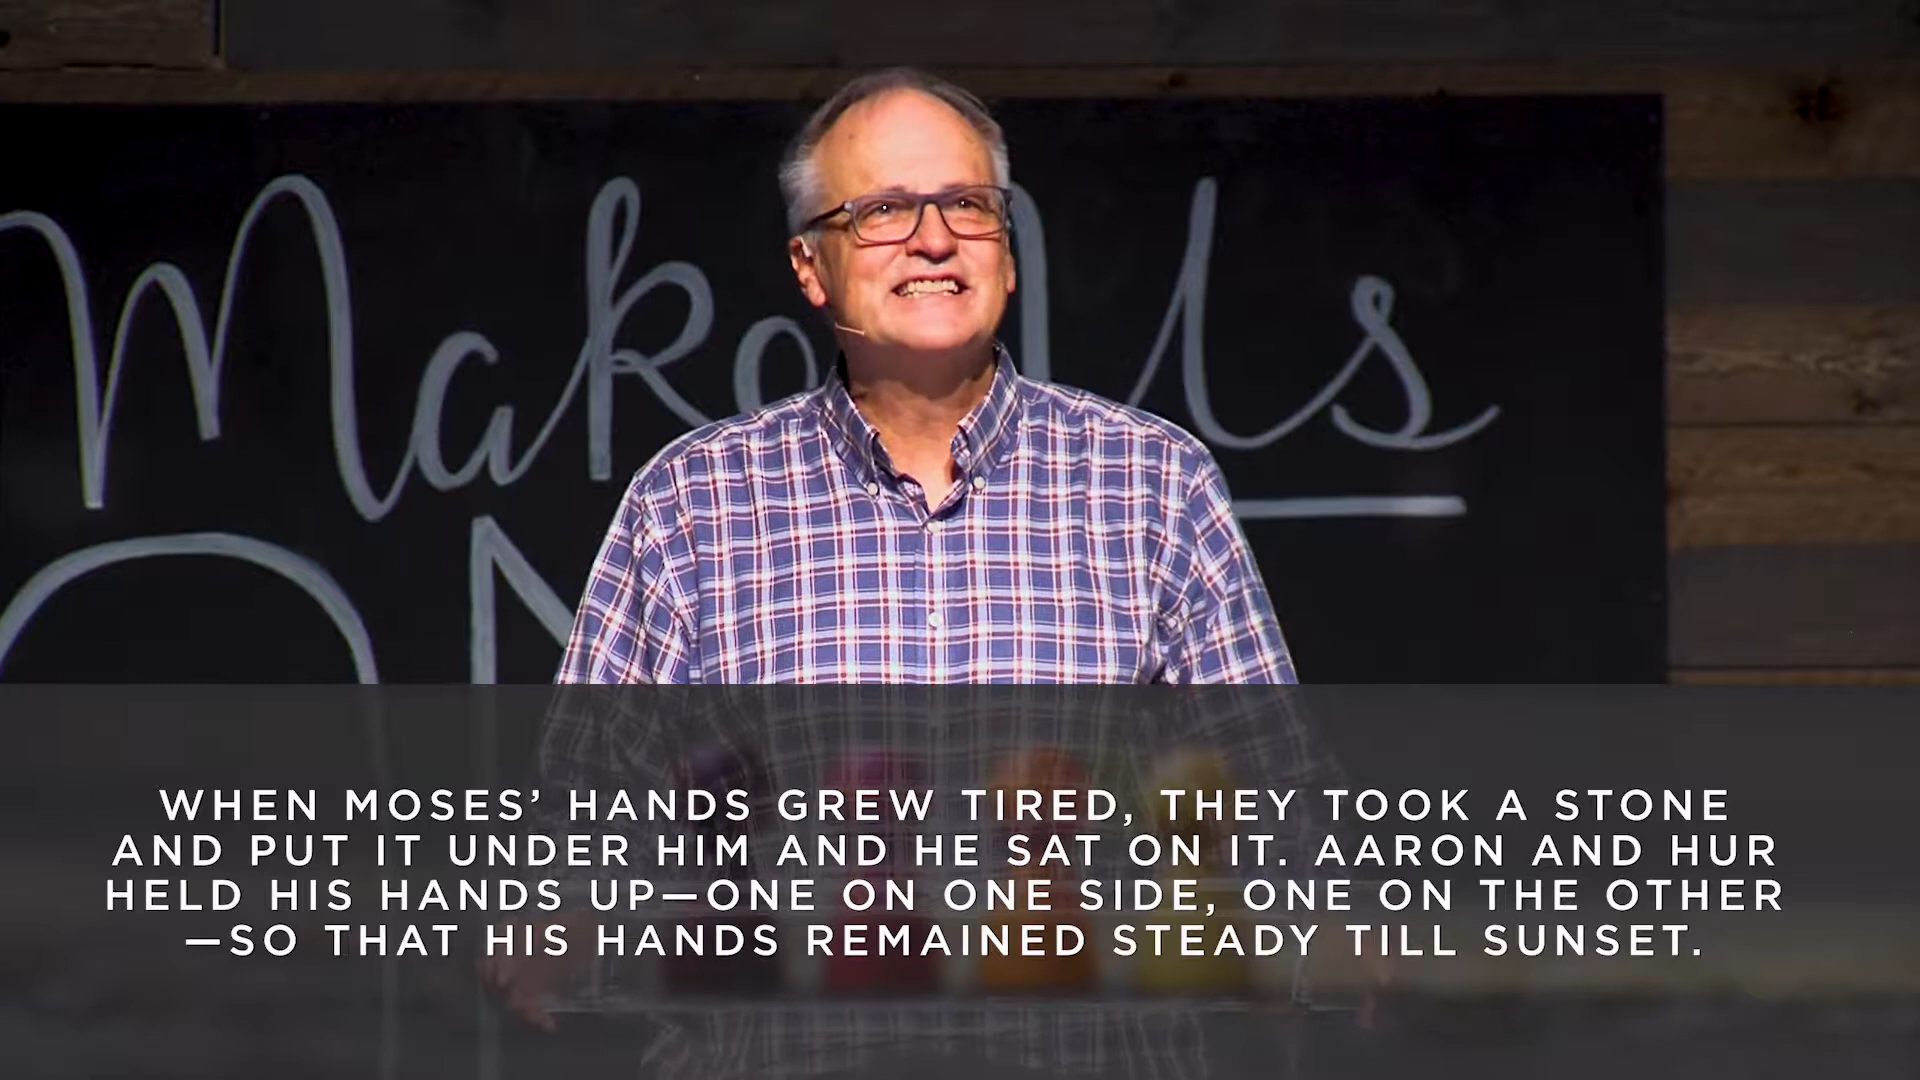 Make Us
WHEN MOSES’ HANDS GREW TIRED, THEY TOOK A STONE
AND PUT IT UNDER HIM AND HE SAT ON IT. AARON AND HUR
HELD HIS HANDS UP—ONE ON ONE SIDE, ONE ON THE OTHER
—SO THAT HIS HANDS REMAINED STEADY TILL SUNSET.